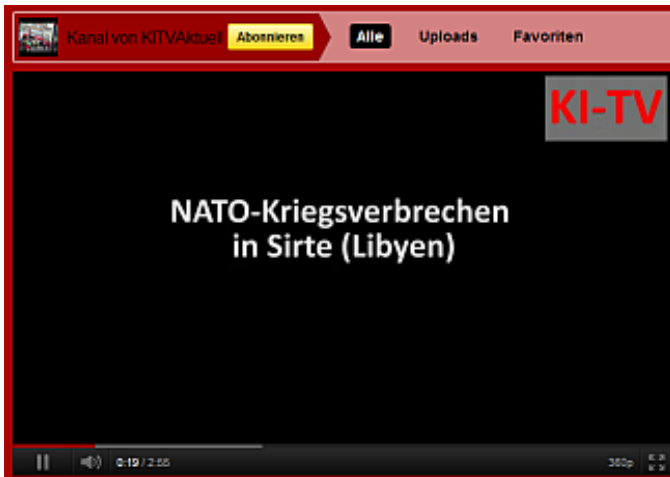 Kanal von KITVAktuell Abonnieren Alle Uploads Favoriten
KI-TV
NATO-Kriegsverbrechen
in Sirte (Libyen)
0:19 / 2:55 360p